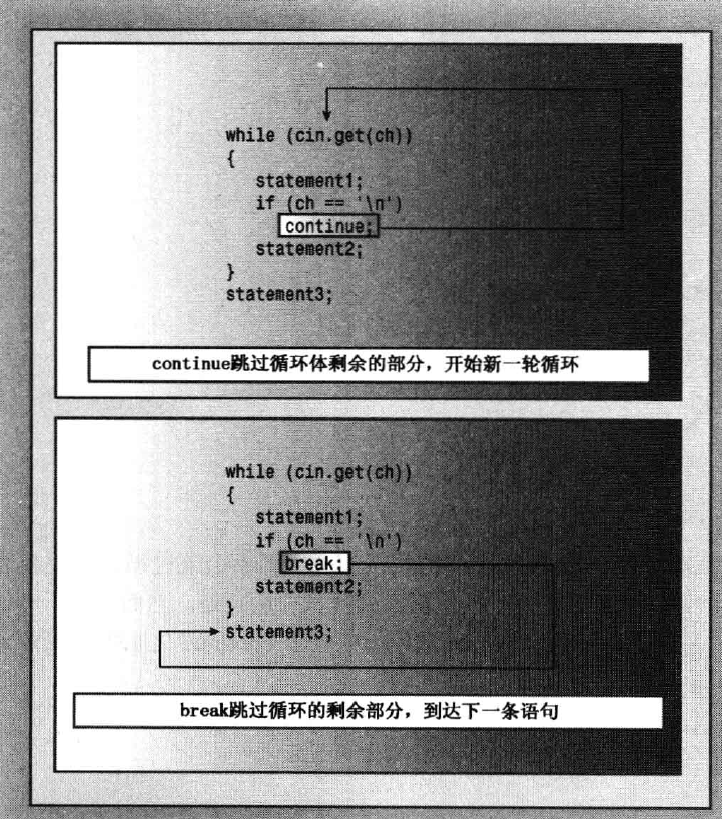 while (cin.get(ch))
{
statement1;
if (ch == '\n')
continue;
statement2;
}
statement3;
continue跳过循环体剩余的部分，开始新一轮循环
while (cin.get(ch))
{
statement1;
if (ch == '\n')
break;
statement2;
}
statement3;
break跳过循环的剩余部分，到达下一条语句